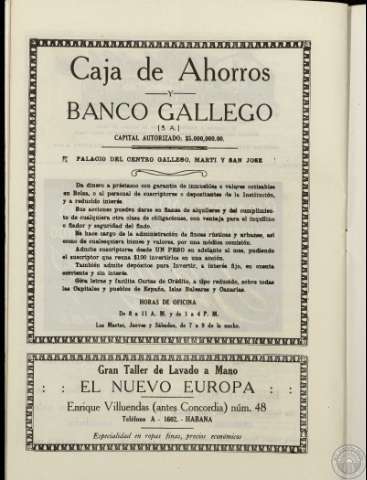 Caja de Ahorros
— Y —
BANCO GALLEGO
(S A.)
CAPITAL AUTORIZADO: $5.000,000.00.
PALACIO DEL CENTRO GALLEGO, MARTI Y SAN JOSE
Da dinero a préstamo con garantía de inmuebles o valores cotizables
en Bolsa, o al personal de suscriptores o depositantes de la Institución,
y a reducido interés.
Sus acciones pueden darse en fianza de alquileres y del cumplimiento
de cualquiera otra clase de obligaciones, con ventaja para el inquilino
o fiador y seguridad del fiado.
Se hace cargo de la administración de fincas rústicas y urbanas, así
como de cualesquiera bienes y valores, por una módica comisión.
Admite suscriptores desde UN PESO en adelante al mes, pudiendo
el suscriptor que reuna $100 invertirlos en una acción.
También admite depósitos para Invertir, a interés fijo, en cuenta
corriente y sin interés.
Gira letras y facilita Cartas de Crédito, a tipo reducido, sobre todas
las Capitales y pueblos de España, Islas Baleares y Canarias.
HORAS DE OFICINA
De 8 a 11 A. M. y de 1 a 4 P. M.
Los Martes, Jueves y Sábados, de 7 a 9 de la noche.
Gran Taller de Lavado a Mano
: : EL NUEVO EUROPA : :
Enrique Villuendas (antes Concordia) núm. 48
Teléfono A - 1662. - HABANA
Especialidad en ropas finas, precios económicos